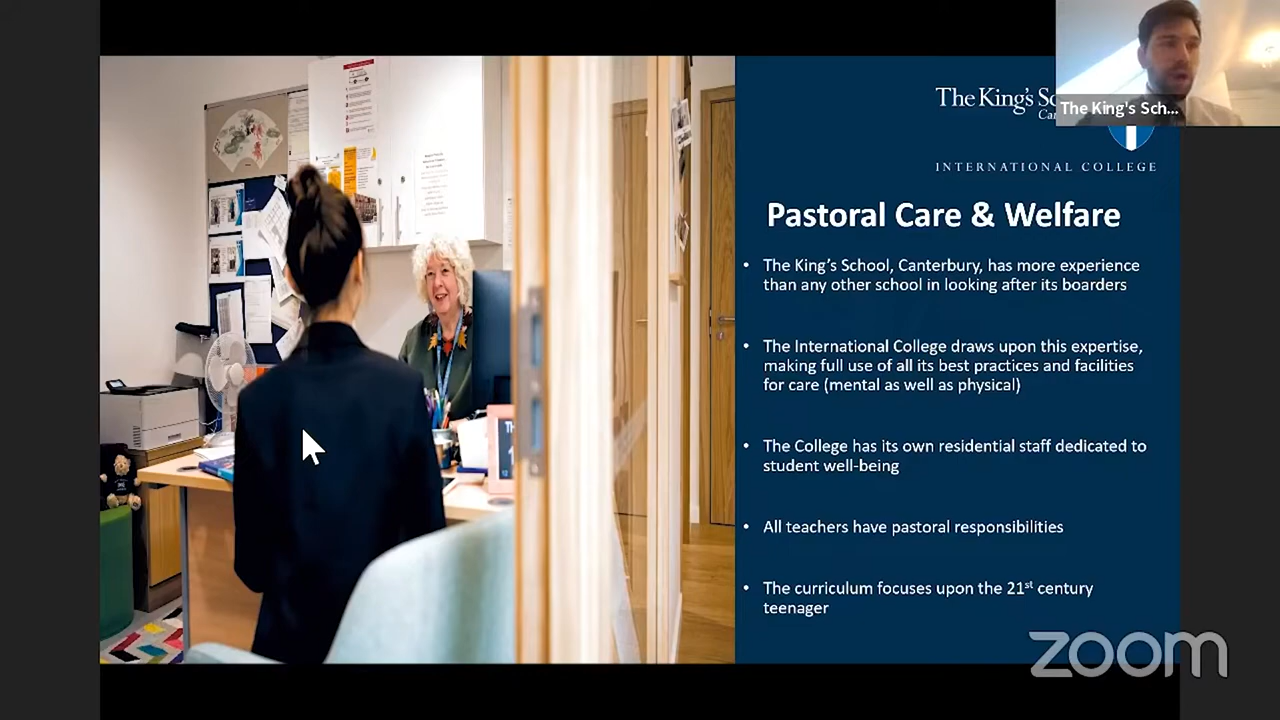 The King's Sc
Ca
The King's Sch...
INTERNATIONAL COLLEGE
Pastoral Care & Welfare
• The King's School, Canterbury, has more experience
than any other school in looking after its boarders
• The International College draws upon this expertise,
making full use of all its best practices and facilities
for care (mental as well as physical)
• The College has its own residential staff dedicated to
student well-being
• All teachers have pastoral responsibilities
• The curriculum focuses upon the 21st century
teenager
zoom